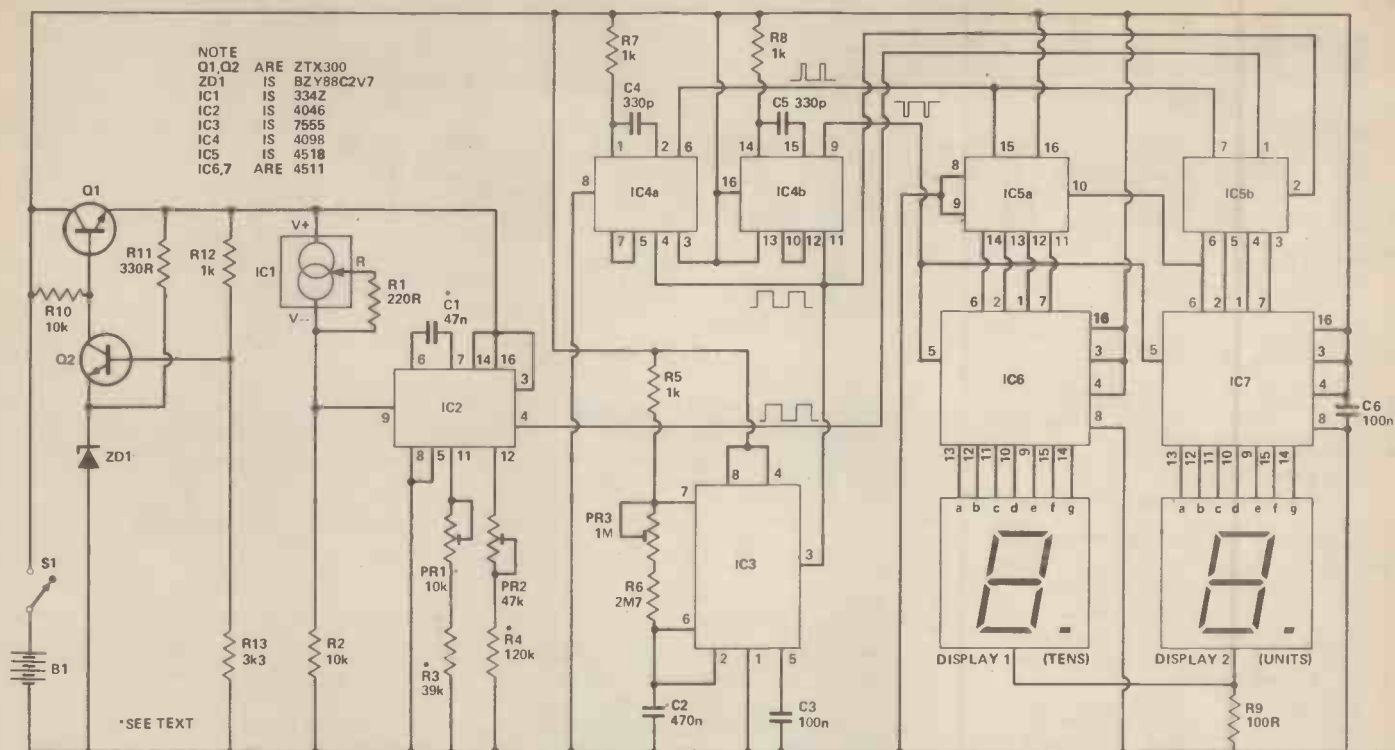 NOTE
Q1,Q2 ARE ZTX300
ZD1 IS BZY88C2V7
IC1 IS 334Z
IC2 IS 4046
IC3 IS 7555
IC4 IS 4098
IC5 IS 4518
IC6,7 ARE 4511
R7
1k
C4
330p
R8
1k
C5 330p
1 2 6
14 15 9
8
IC4a
16
IC4b
7 5 4 3
13 10 12 11
15 16
8
9
IC5a
10
14 13 12 11
7 1
IC5b
2
6 5 4 3
Q1
R11
330R
R12
1k
V+
IC1
R
V--
R1
220R
R10
10k
Q2
ZD1
C1
*
47n
6 7 14 16
3
9
IC2
4
8 5 11 12
PR1
10k
PR2
47k
*R3
39k
*R4
120k
R13
3k3
R2
10k
S1
B1
*SEE TEXT
R5
1k
8 4
7
PR3
1M
IC3
3
R6
2M7
6
2 1 5
C2
470n
C3
100n
6 2 1 7
16
5
IC6
3
4
8
13 12 11 10 9 15 14
a b c d e f g
DISPLAY 1 (TENS)
6 2 1 7
16
5
IC7
3
4
8
C6
100n
13 12 11 10 9 15 14
a b c d e f g
DISPLAY 2 (UNITS)
R9
100R